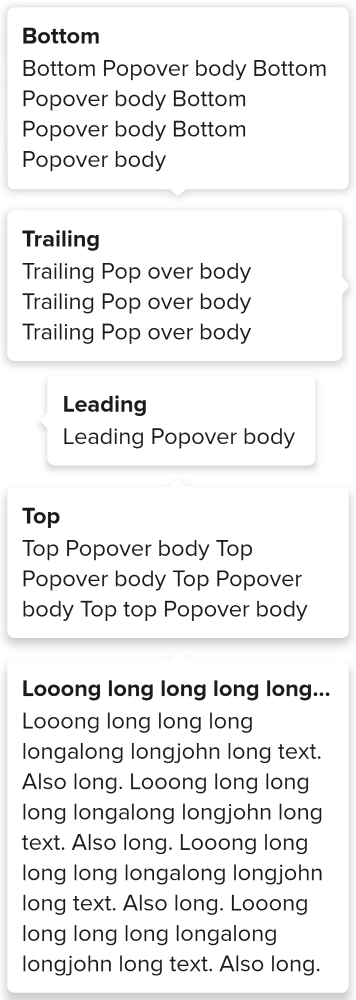 Bottom
Bottom Popover body Bottom
Popover body Bottom
Popover body Bottom
Popover body
Trailing
Trailing Pop over body
Trailing Pop over body
Trailing Pop over body
Leading
Leading Popover body
Top
Top Popover body Top
Popover body Top Popover
body Top top Popover body
Looong long long long long...
Looong long long long
longalong longjohn long text.
Also long. Looong long long
long longalong longjohn long
text. Also long. Looong long
long long longalong longjohn
long text. Also long. Looong
long long long longalong
longjohn long text. Also long.